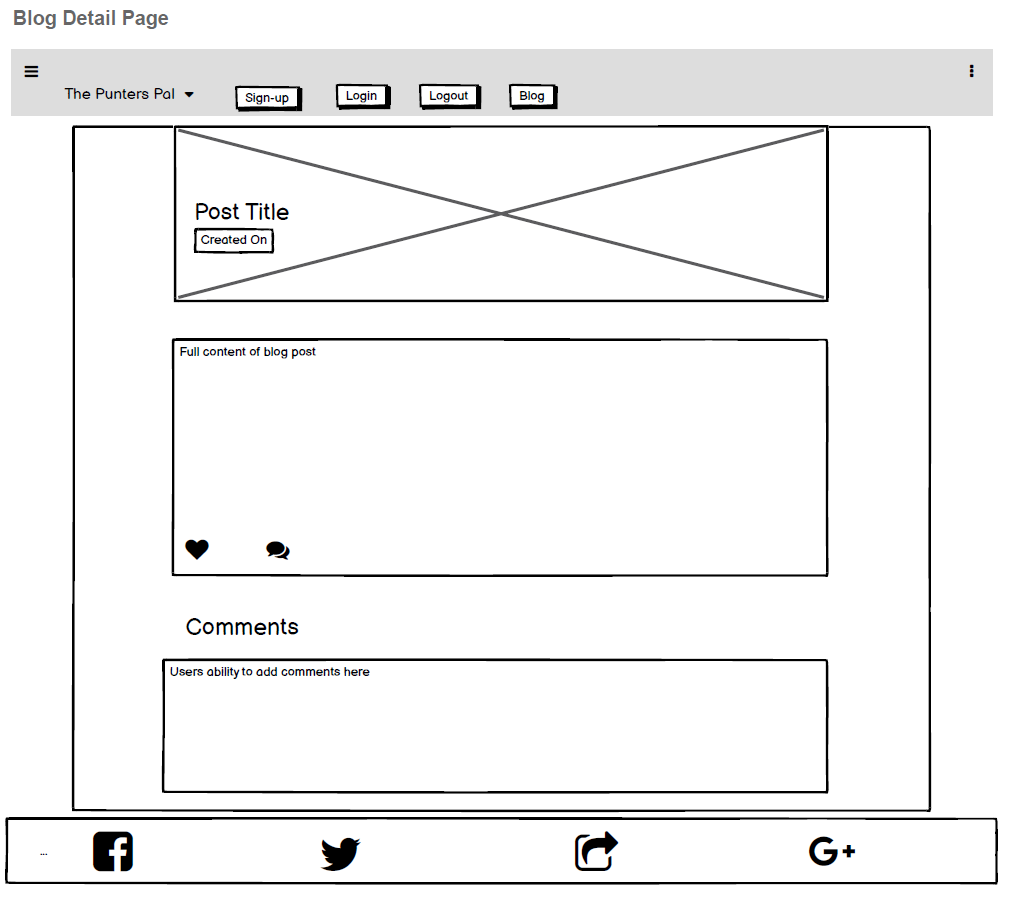 Blog Detail Page
The Punters Pal
Sign-up
Login
Logout
Blog
Post Title
Created On
Full content of blog post
Comments
Users ability to add comments here
...
G+